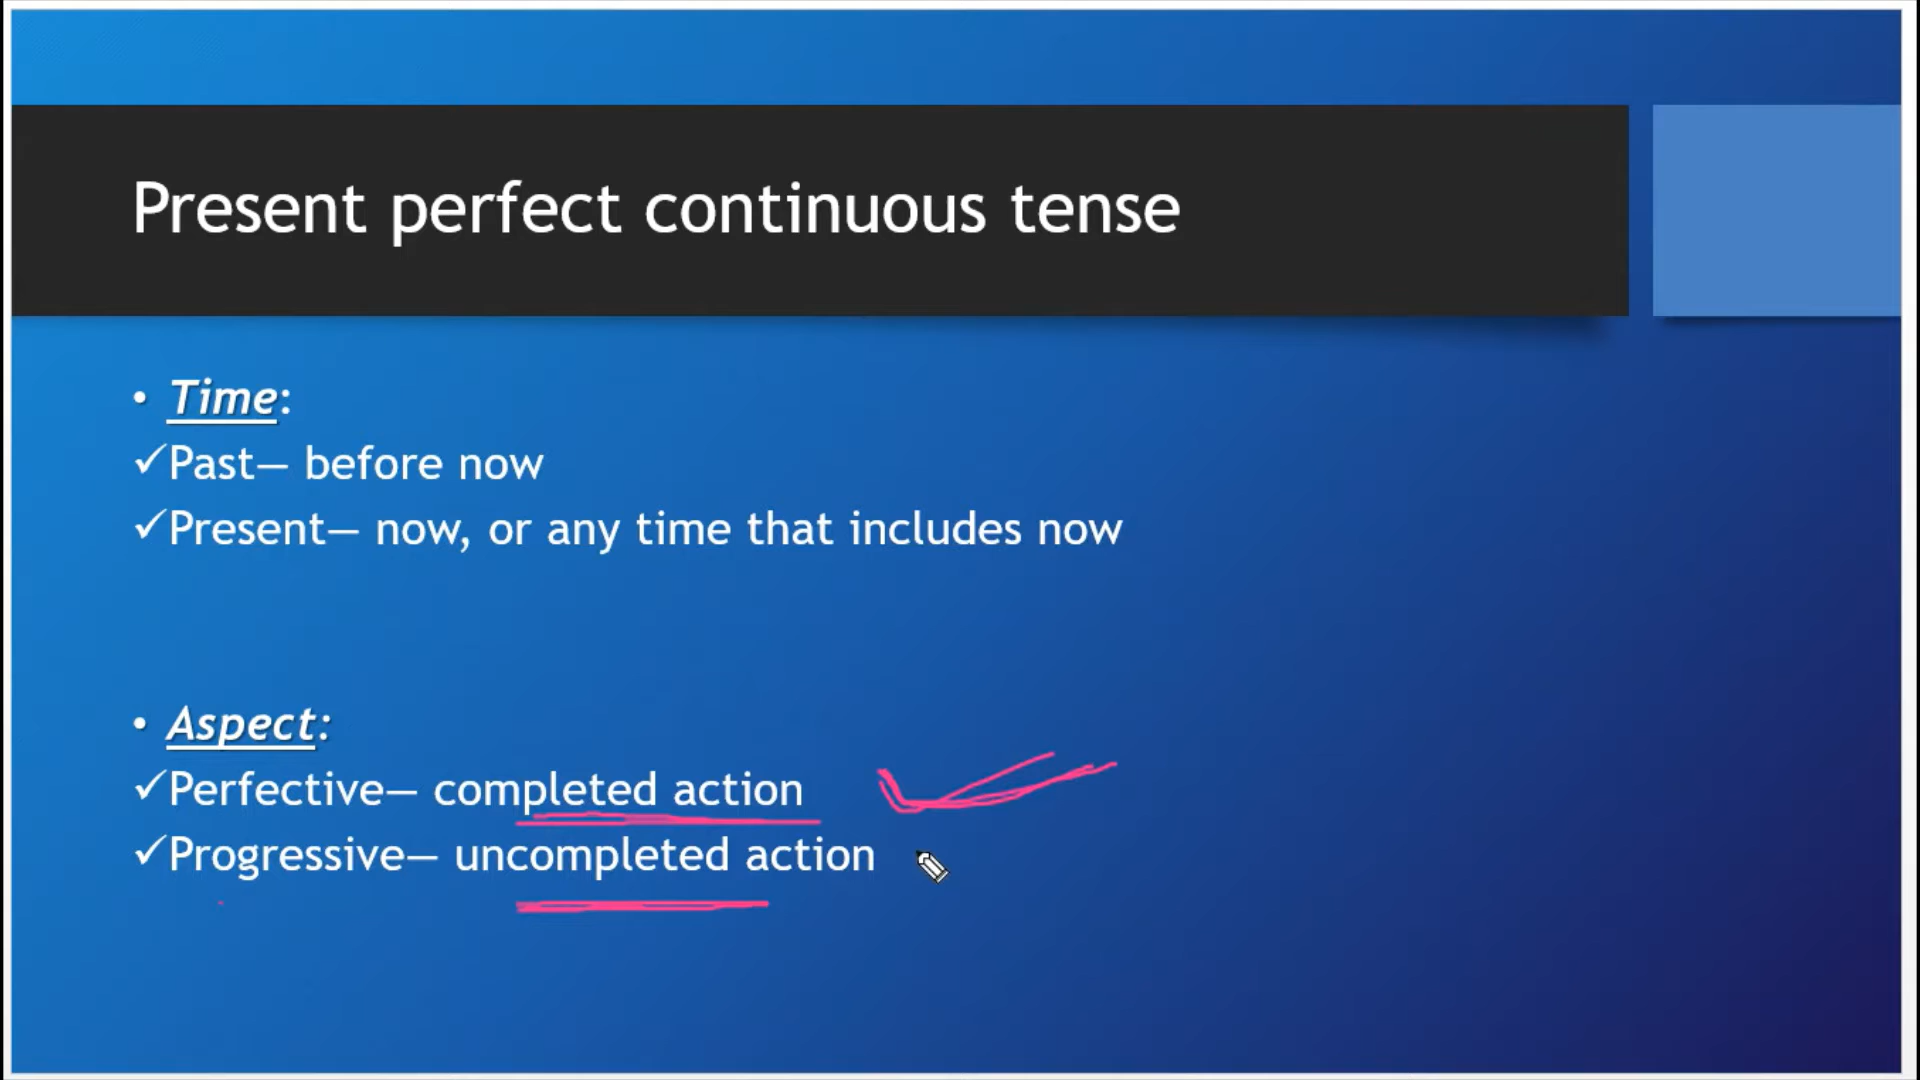 Present perfect continuous tense
• Time:
✓Past— before now
✓Present— now, or any time that includes now
• Aspect:
✓Perfective— completed action
✓Progressive— uncompleted action